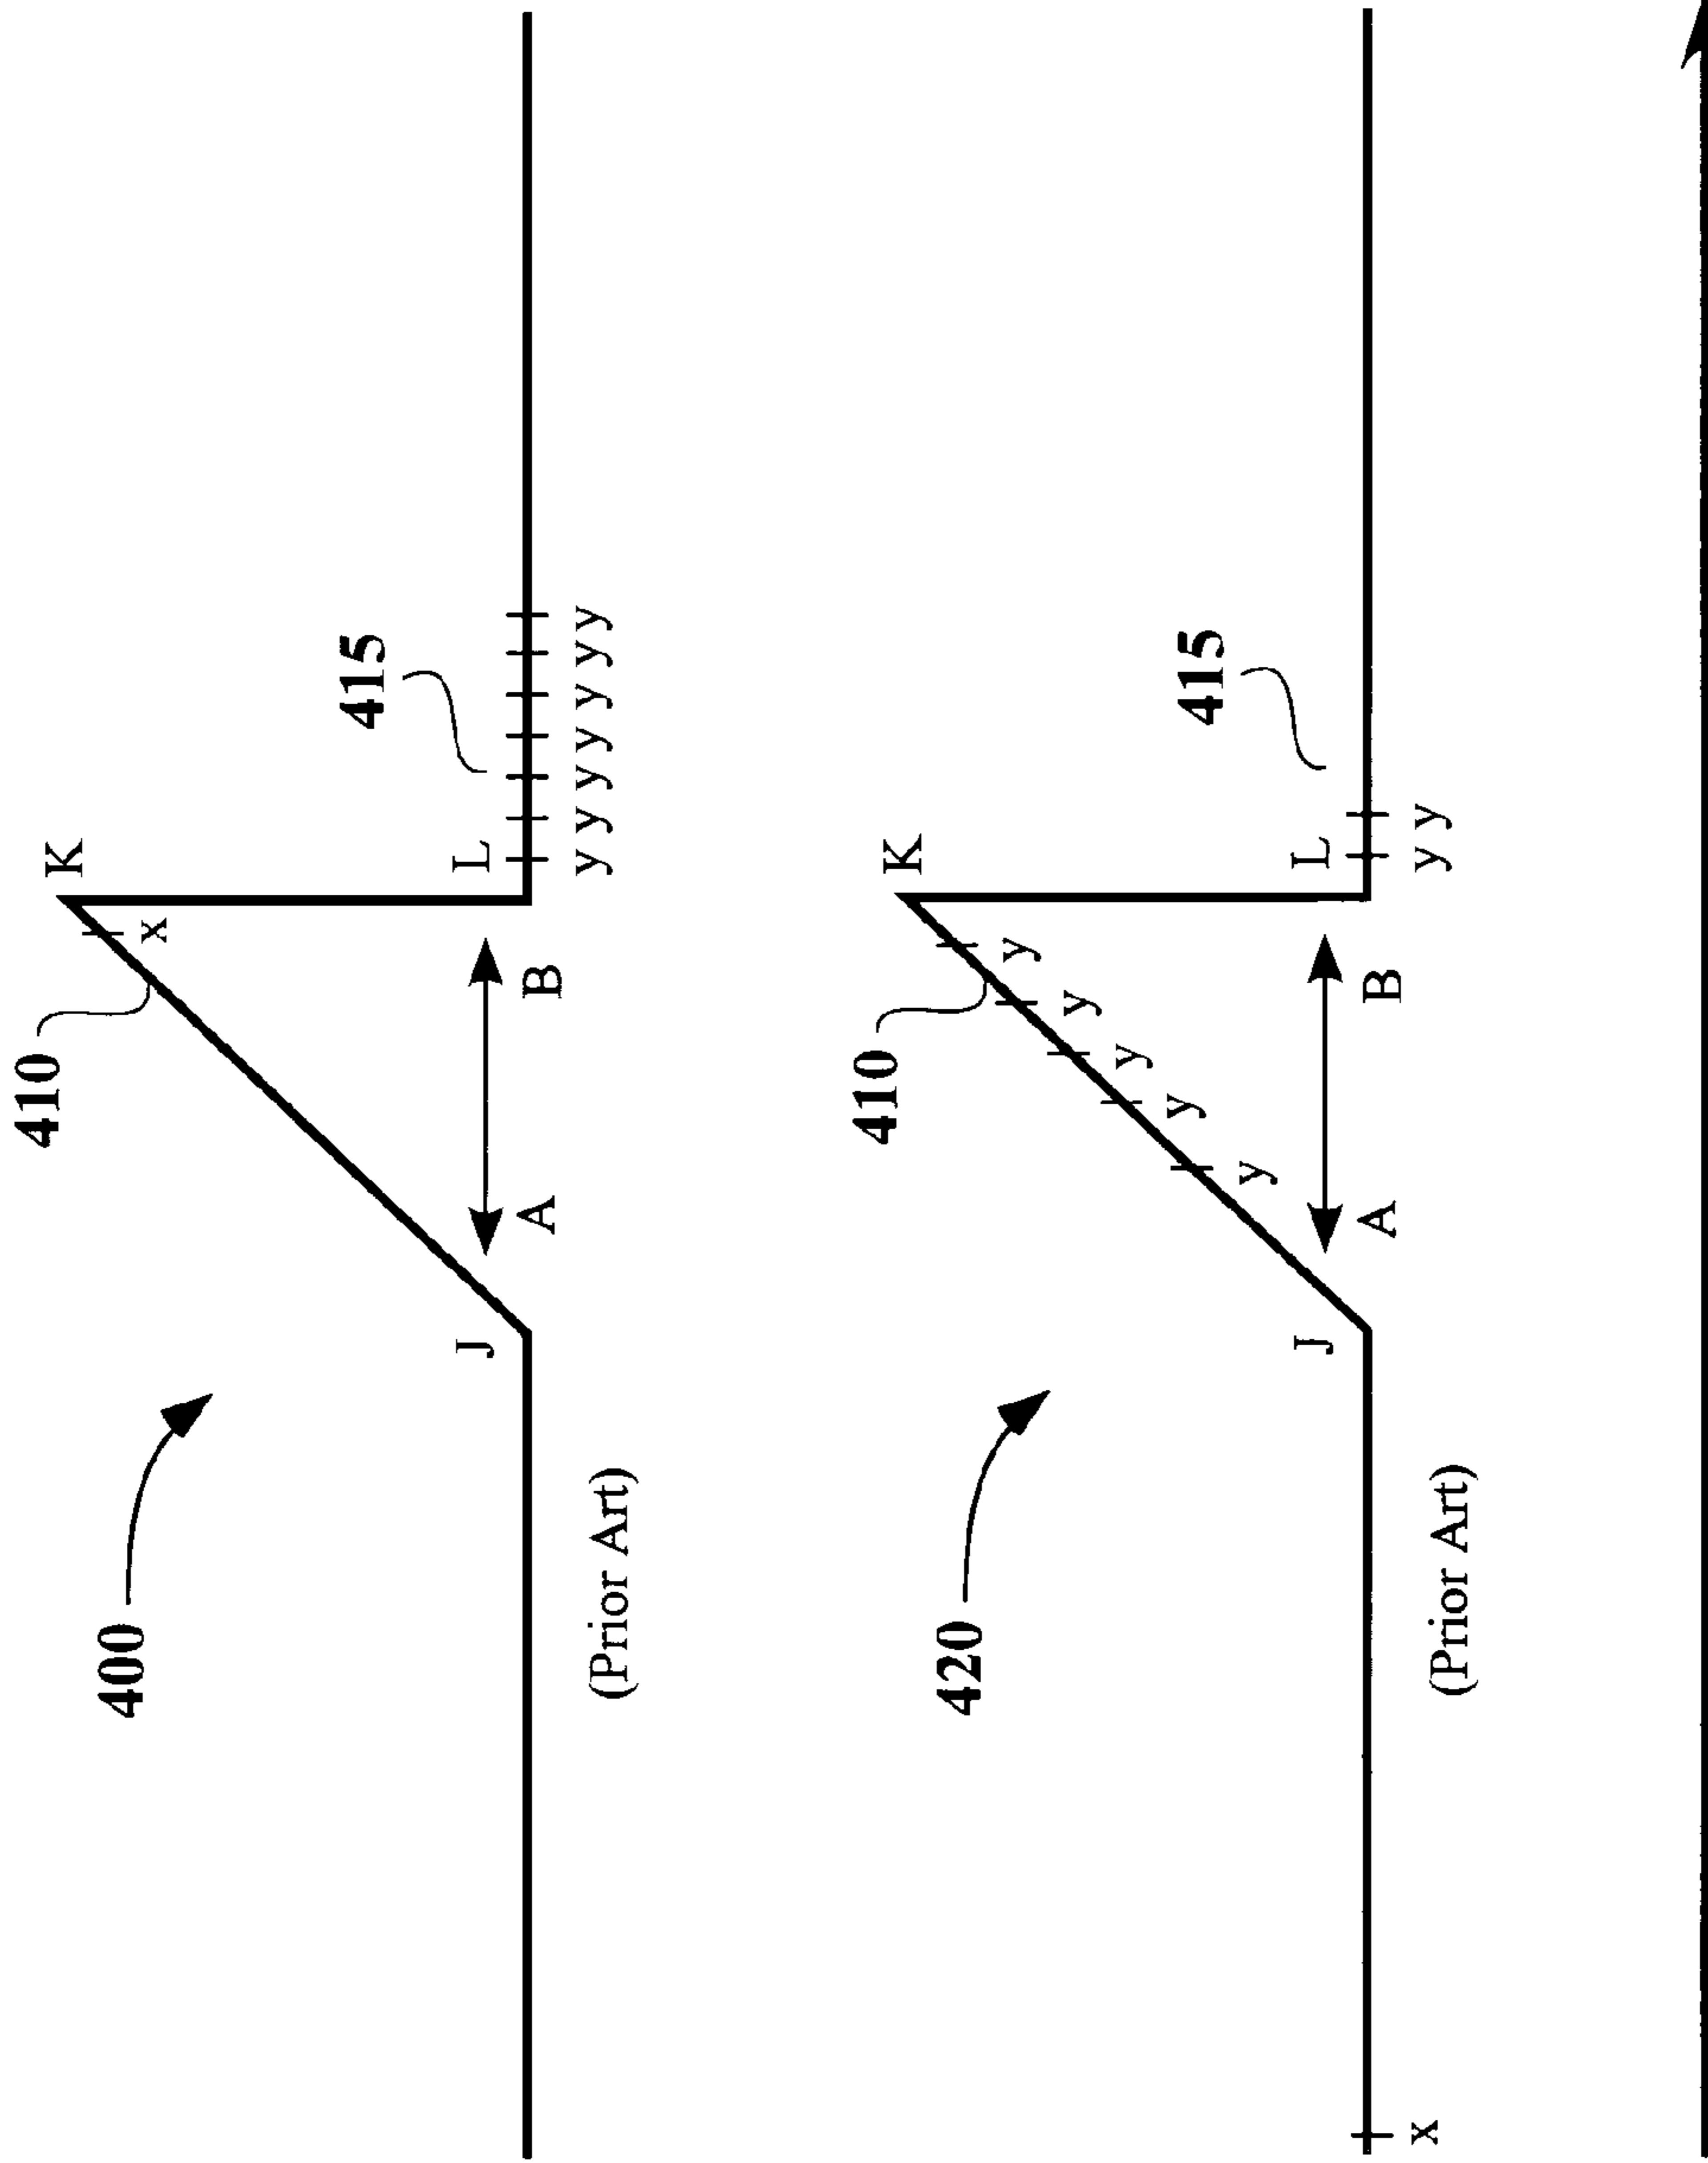 410
K
400
x
415
J L
A B
y y y y y y y
(Prior Art)
410
K
420
y
y
y
y
415
y
J L
A B
x (Prior Art) y y